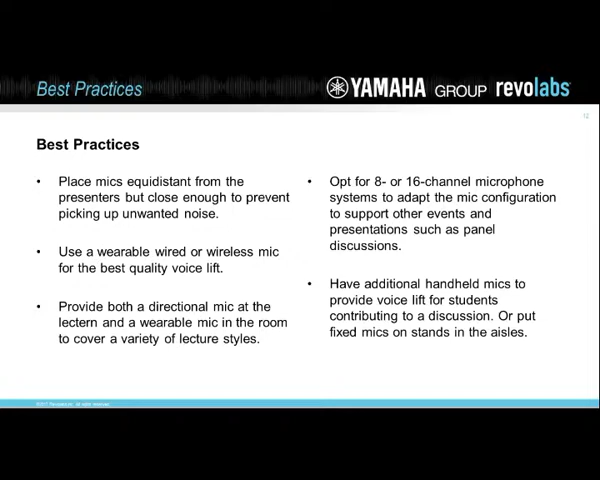 Best Practices
YAMAHA GROUP revolabs
12
Best Practices
• Place mics equidistant from the
presenters but close enough to prevent
picking up unwanted noise.
• Use a wearable wired or wireless mic
for the best quality voice lift.
• Provide both a directional mic at the
lectern and a wearable mic in the room
to cover a variety of lecture styles.
• Opt for 8- or 16-channel microphone
systems to adapt the mic configuration
to support other events and
presentations such as panel
discussions.
• Have additional handheld mics to
provide voice lift for students
contributing to a discussion. Or put
fixed mics on stands in the aisles.